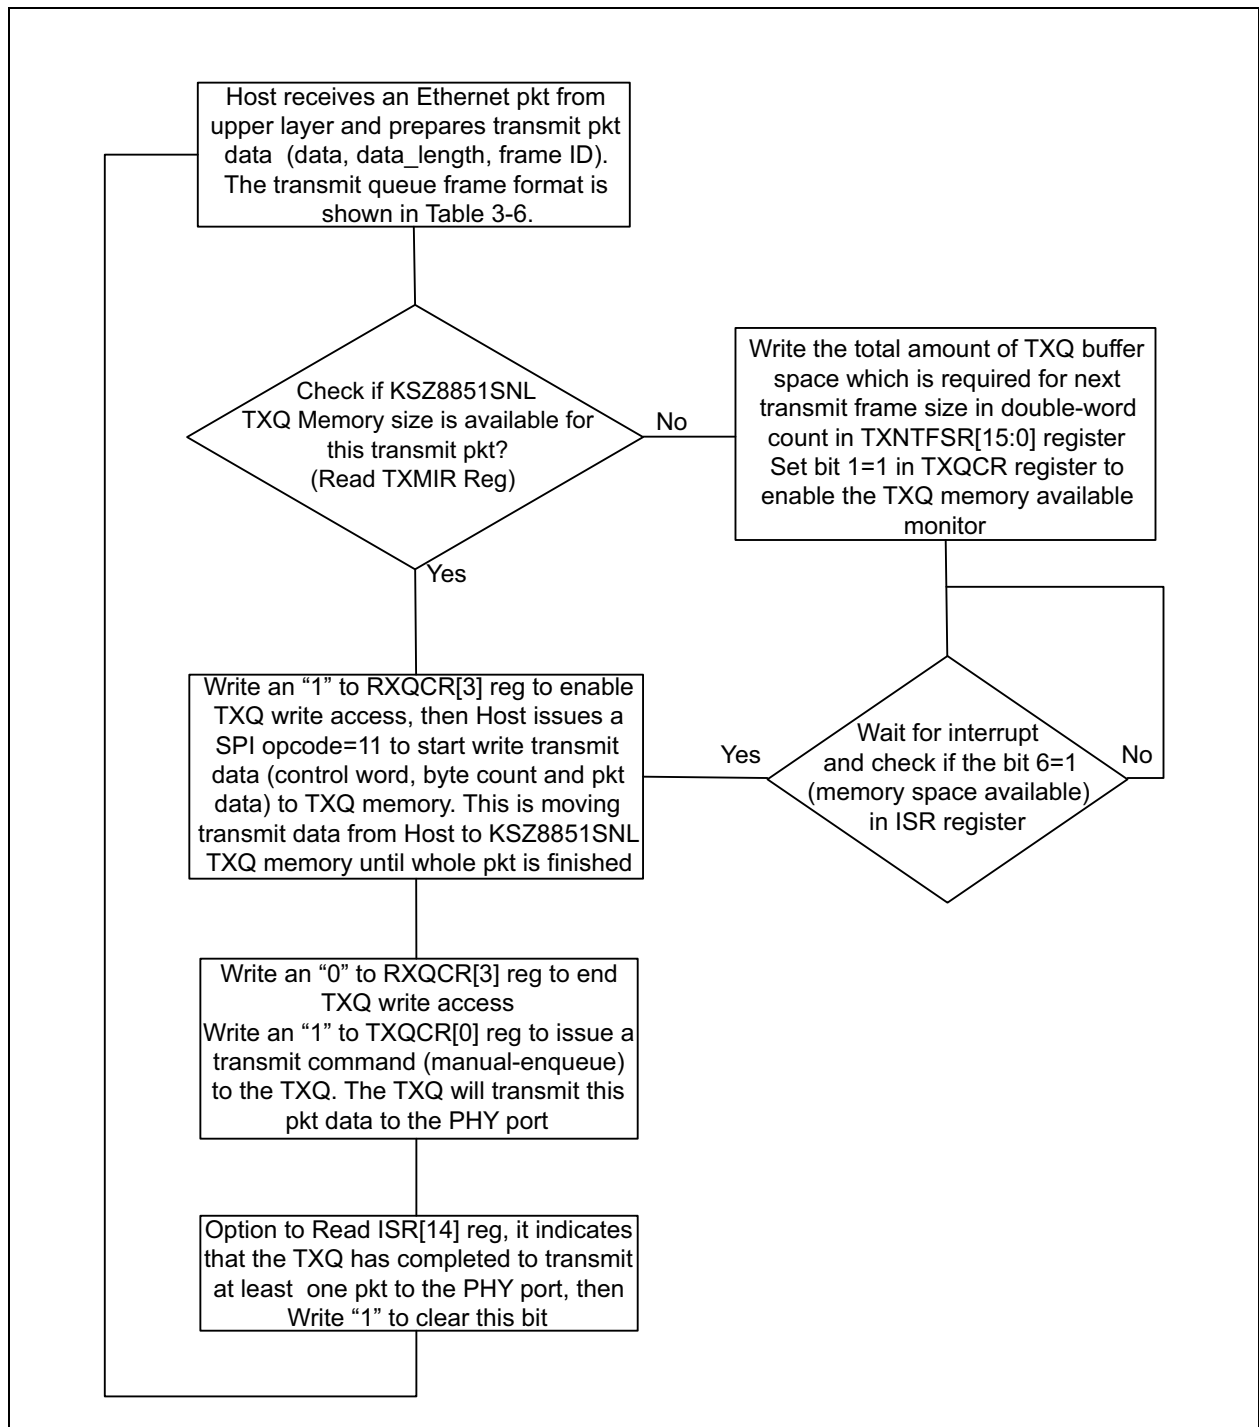 Host receives an Ethernet pkt from
upper layer and prepares transmit pkt
data  (data, data_length, frame ID).
The transmit queue frame format is
shown in Table 3-6.
Check if KSZ8851SNL
TXQ Memory size is available for
this transmit pkt?
(Read TXMIR Reg)
No
Write the total amount of TXQ buffer
space which is required for next
transmit frame size in double-word
count in TXNTFSR[15:0] register
Set bit 1=1 in TXQCR register to
enable the TXQ memory available
monitor
Yes
Wait for interrupt
and check if the bit 6=1
(memory space available)
in ISR register
No
Yes
Write an “1” to RXQCR[3] reg to enable
TXQ write access, then Host issues a
SPI opcode=11 to start write transmit
data (control word, byte count and pkt
data) to TXQ memory. This is moving
transmit data from Host to KSZ8851SNL
TXQ memory until whole pkt is finished
Write an “0” to RXQCR[3] reg to end
TXQ write access
Write an “1” to TXQCR[0] reg to issue a
transmit command (manual-enqueue)
to the TXQ. The TXQ will transmit this
pkt data to the PHY port
Option to Read ISR[14] reg, it indicates
that the TXQ has completed to transmit
at least  one pkt to the PHY port, then
Write “1” to clear this bit